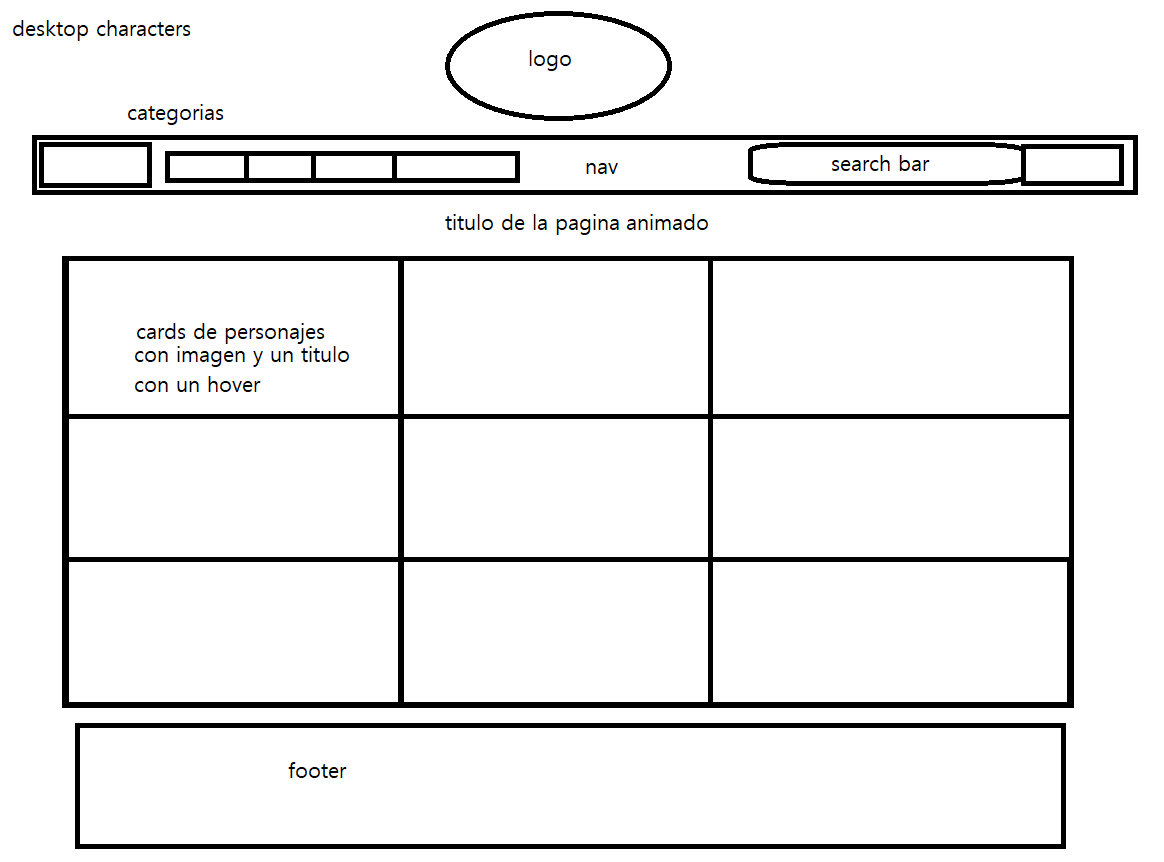 desktop characters
logo
categorias
nav
search bar
titulo de la pagina animado
cards de personajes
con imagen y un titulo
con un hover
footer